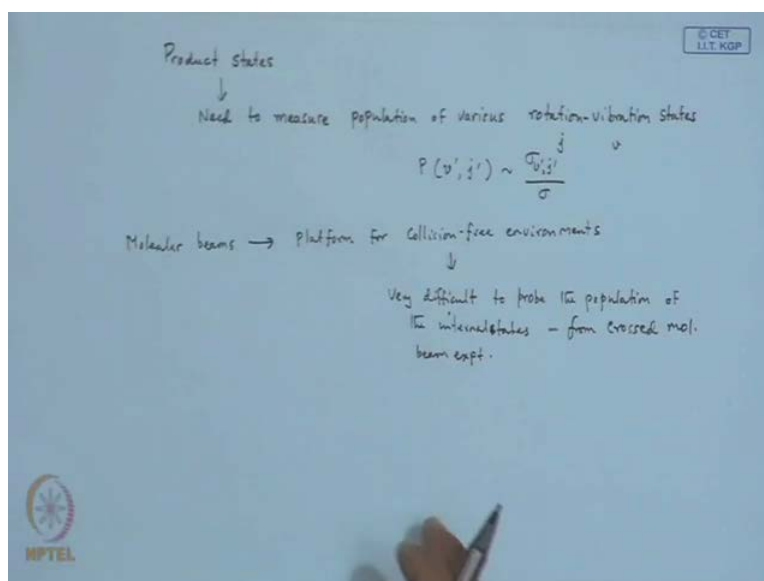 © CET
I.I.T. KGP
Product states
↓
Need to measure population of various rotation-vibration states
j v
P(v', j') ~ σv',j' / σ
Molecular beams → Platform for collision-free environments
↓
Very difficult to probe the population of
the internal states - from crossed mol.
beam expt.
NPTEL